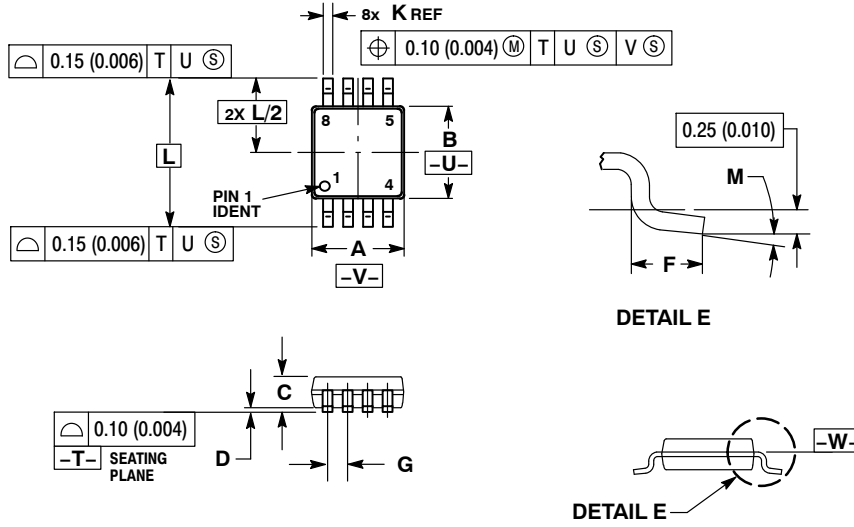 8x K REF
⌖ 0.10 (0.004) Ⓜ T U Ⓢ V Ⓢ
⌓ 0.15 (0.006) T U Ⓢ
2X L/2
L
8 5
B
–U–
1 4
PIN 1
IDENT
⌓ 0.15 (0.006) T U Ⓢ
A
–V–
0.25 (0.010)
M
F
DETAIL E
C
⌓ 0.10 (0.004)
–T– SEATING
PLANE
D
G
–W–
DETAIL E